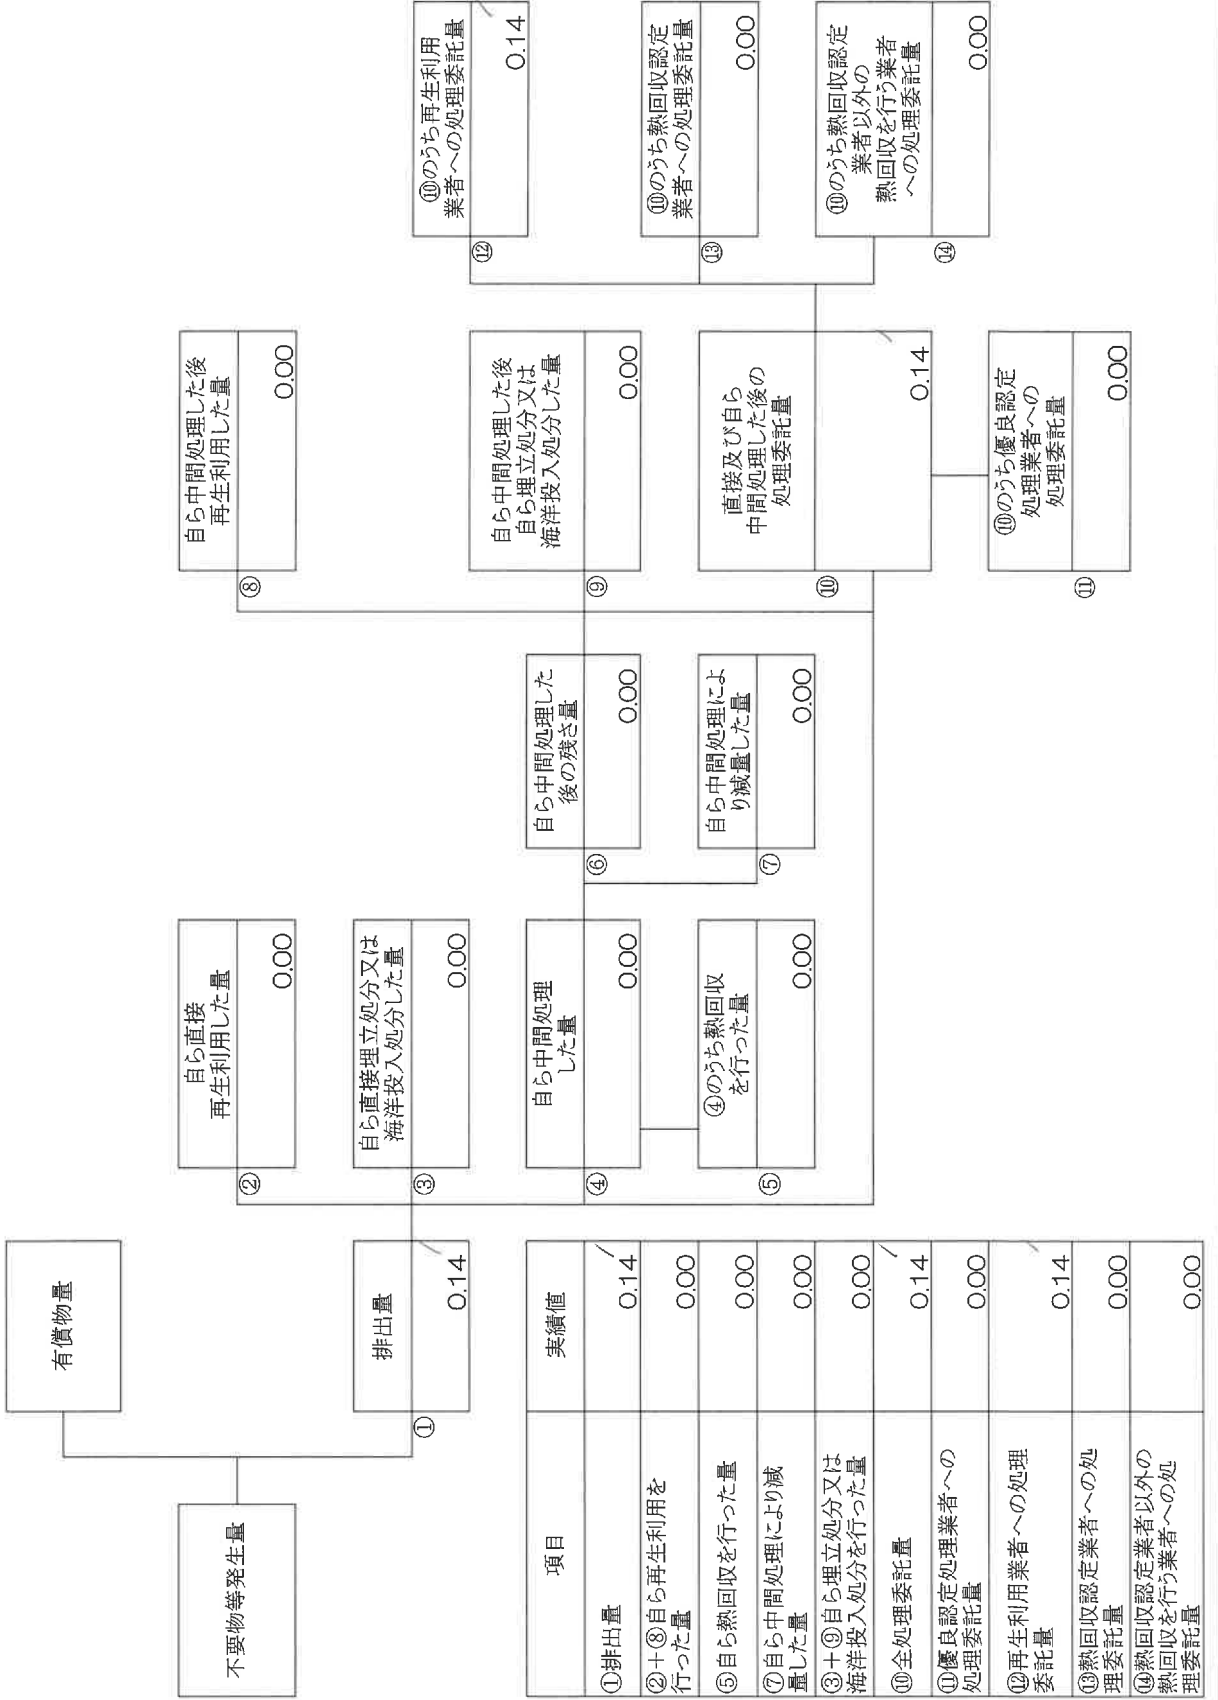 有償物量
不要物等発生量
排出量
①
0.14
自ら直接
再生利用した量
②
0.00
自ら直接埋立処分又は
海洋投入処分した量
③
0.00
自ら中間処理
した量
④
0.00
④のうち熱回収
を行った量
⑤
0.00
自ら中間処理した
後の残さ量
⑥
0.00
自ら中間処理によ
り減量した量
⑦
0.00
自ら中間処理した後
再生利用した量
⑧
0.00
自ら中間処理した後
自ら埋立処分又は
海洋投入処分した量
⑨
0.00
直接及び自ら
中間処理した後の
処理委託量
⑩
0.14
⑩のうち優良認定
処理業者への
処理委託量
⑪
0.00
⑩のうち再生利用
業者への処理委託量
⑫
0.14
⑩のうち熱回収認定
業者への処理委託量
⑬
0.00
⑩のうち熱回収認定
業者以外の
熱回収を行う業者
への処理委託量
⑭
0.00
項目
実績値
①排出量
0.14
②＋⑧自ら再生利用を
行った量
0.00
⑤自ら熱回収を行った量
0.00
⑦自ら中間処理により減
量した量
0.00
③＋⑨自ら埋立処分又は
海洋投入処分を行った量
0.00
⑩全処理委託量
0.14
⑪優良認定処理業者への
処理委託量
0.00
⑫再生利用業者への処理
委託量
0.14
⑬熱回収認定業者への処
理委託量
0.00
⑭熱回収認定業者以外の
熱回収を行う業者への処
理委託量
0.00